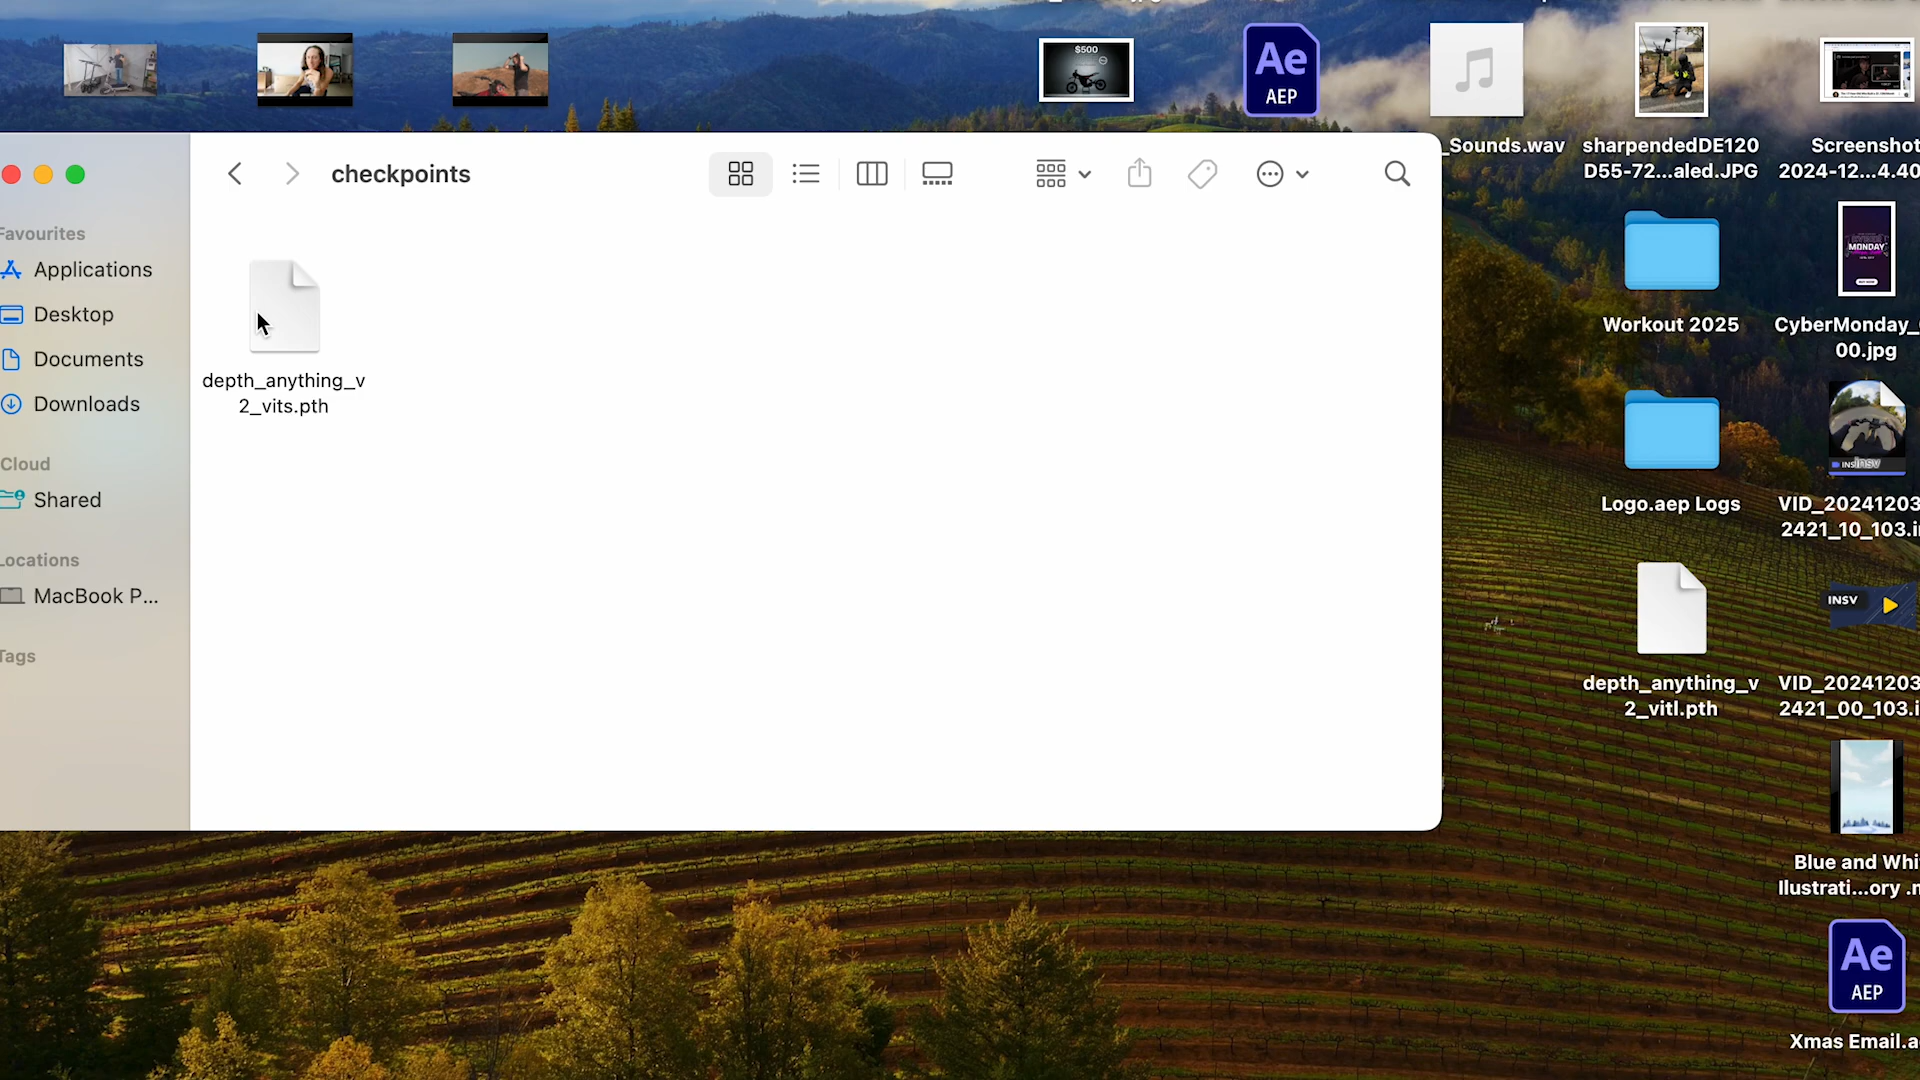 $500
Ae
AEP
_Sounds.wav
sharpendedDE120
D55-72...aled.JPG
Screenshot
2024-12...4.40
checkpoints
Favourites
Applications
Desktop
Documents
Downloads
Cloud
Shared
Locations
MacBook P...
Tags
depth_anything_v
2_vits.pth
Workout 2025
MONDAY
CyberMonday_
00.jpg
Logo.aep Logs
insv
VID_20241203
2421_10_103.i
depth_anything_v
2_vitl.pth
INSV
VID_20241203
2421_00_103.i
Blue and Whi
Ilustrati...ory .
Ae
AEP
Xmas Email.a